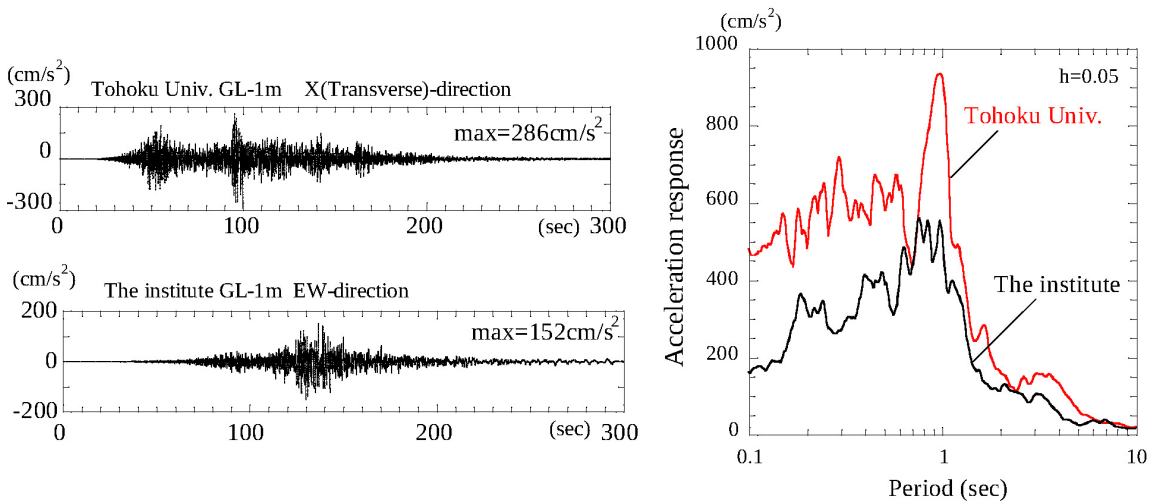 (cm/s²)
Tohoku Univ. GL-1m X(Transverse)-direction
300
max=286cm/s²
0
-300
0 100 200 (sec) 300
(cm/s²)
The institute GL-1m EW-direction
200
max=152cm/s²
0
-200
0 100 200 (sec) 300
(cm/s²)
1000
h=0.05
Tohoku Univ.
800
Acceleration response
600
400
The institute
200
0
0.1 1 10
Period (sec)